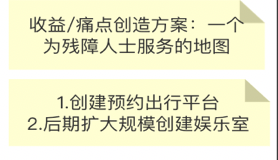 收益/痛点创造方案：一个
为残障人士服务的地图
1.创建预约出行平台
2.后期扩大规模创建娱乐室